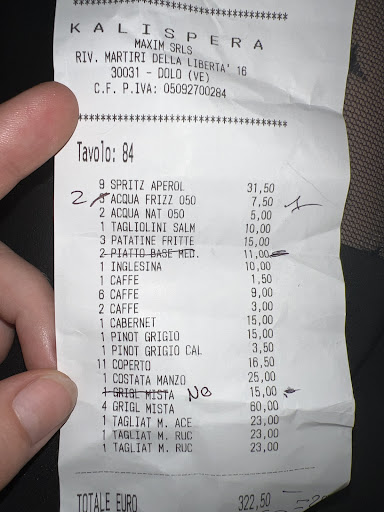 ************************************
KALISPERA
MAXIM SRLS
RIV. MARTIRI DELLA LIBERTA' 16
30031 - DOLO (VE)
C.F. P.IVA: 05092700284
************************************
Tavolo: 84
9 SPRITZ APEROL 31,50
2 3 ACQUA FRIZZ 050 7,50
2 ACQUA NAT 050 5,00
1 TAGLIOLINI SALM 10,00
3 PATATINE FRITTE 15,00
2 PIATTO BASE MED. 11,00
1 INGLESINA 10,00
1 CAFFE 1,50
6 CAFFE 9,00
2 CAFFE 3,00
1 CABERNET 15,00
1 PINOT GRIGIO 15,00
1 PINOT GRIGIO CAL 3,50
11 COPERTO 16,50
1 COSTATA MANZO 25,00
1 GRIGL MISTA NO 15,00
4 GRIGL MISTA 60,00
1 TAGLIAT M. ACE 23,00
1 TAGLIAT M. RUC 23,00
1 TAGLIAT M. RUC 23,00
TOTALE EURO 322,50